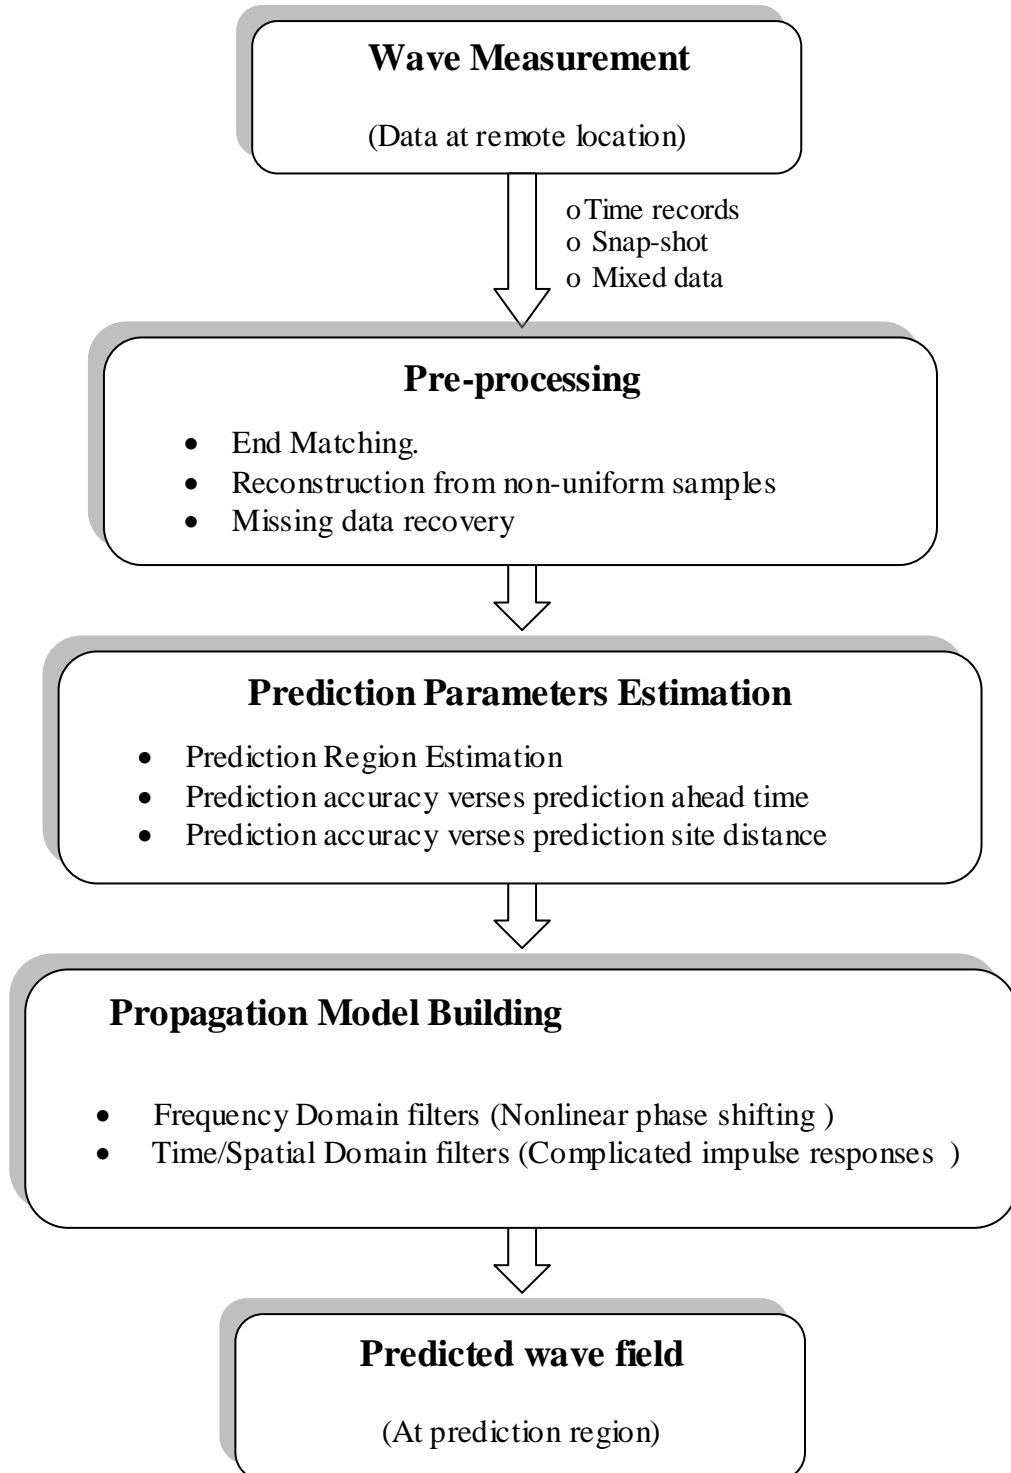 Wave Measurement
(Data at remote location)
o Time records
o Snap-shot
o Mixed data
Pre-processing
• End Matching.
• Reconstruction from non-uniform samples
• Missing data recovery
Prediction Parameters Estimation
• Prediction Region Estimation
• Prediction accuracy verses prediction ahead time
• Prediction accuracy verses prediction site distance
Propagation Model Building
• Frequency Domain filters (Nonlinear phase shifting )
• Time/Spatial Domain filters (Complicated impulse responses )
Predicted wave field
(At prediction region)